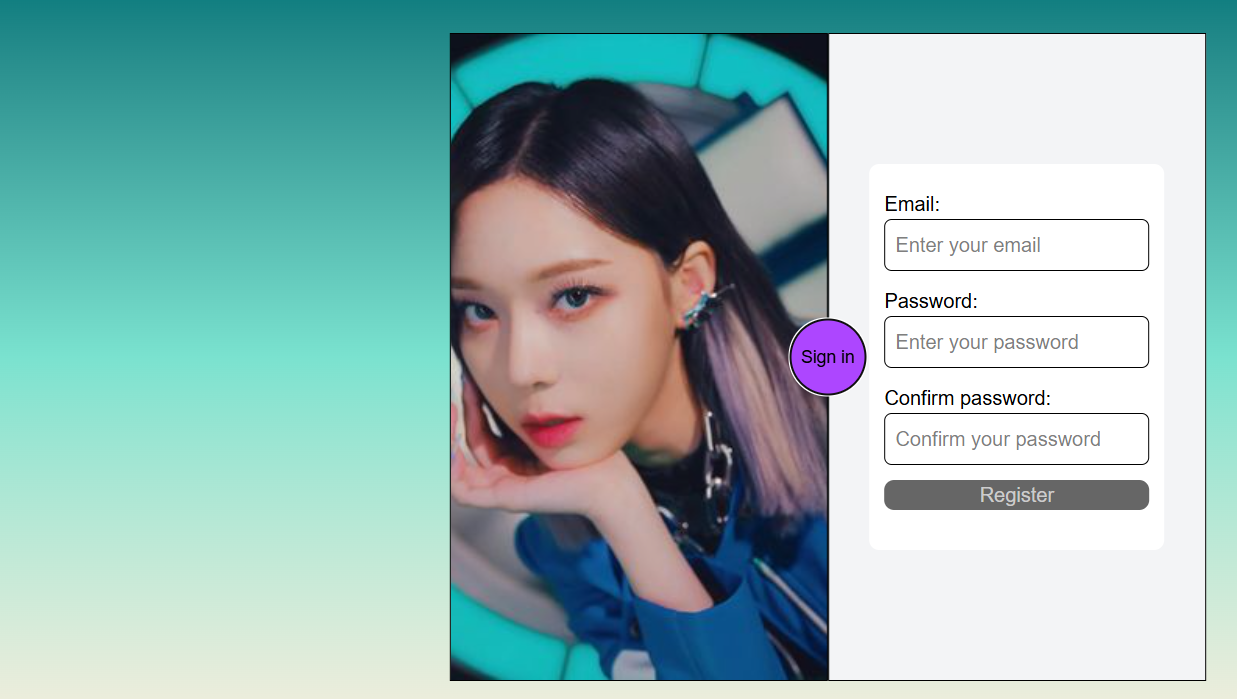 Email:
Enter your email
Password:
Enter your password
Sign in
Confirm password:
Confirm your password
Register